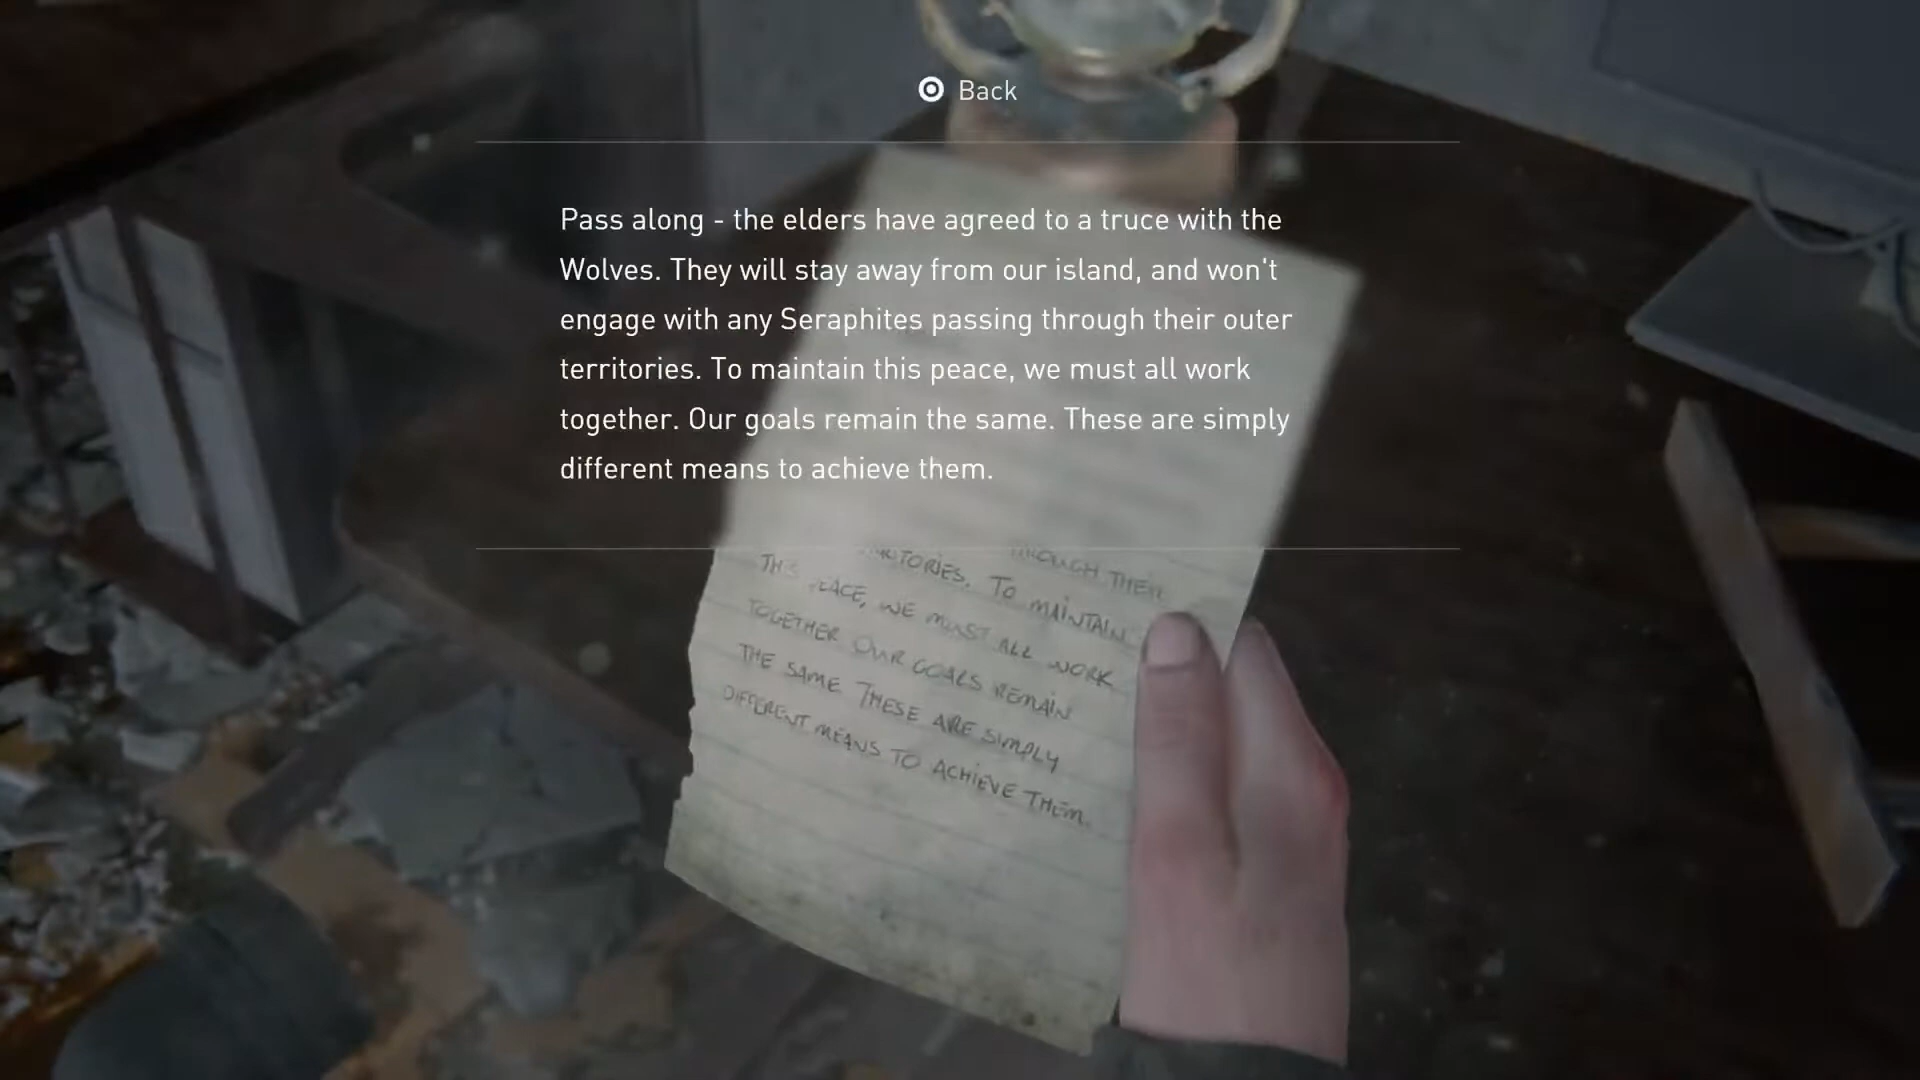 Back
Pass along - the elders have agreed to a truce with the
Wolves. They will stay away from our island, and won't
engage with any Seraphites passing through their outer
territories. To maintain this peace, we must all work
together. Our goals remain the same. These are simply
different means to achieve them.
THROUGH THEIR
TORIES. TO MAINTAIN
THIS PEACE, WE MUST ALL WORK
TOGETHER OUR GOALS REMAIN
THE SAME. THESE ARE SIMPLY
DIFFERENT MEANS TO ACHIEVE THEM.